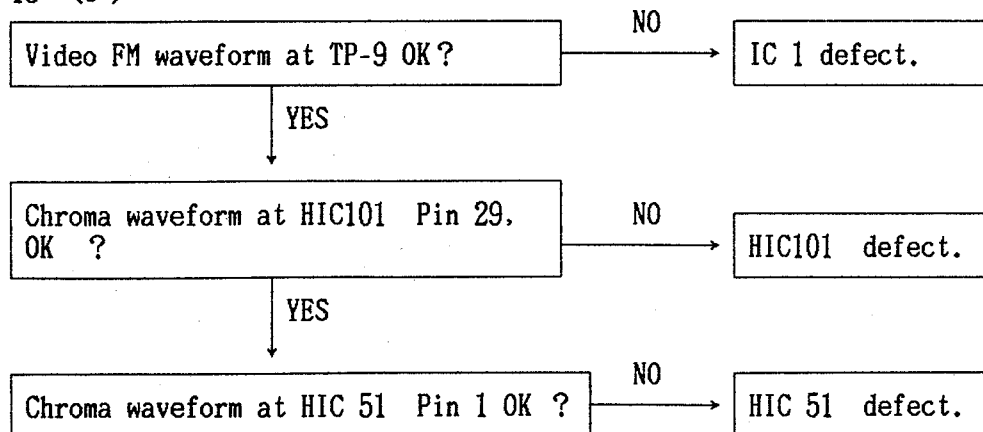 Video FM waveform at TP-9 OK?
NO
IC 1 defect.
YES
Chroma waveform at HIC101 Pin 29,
OK ?
NO
HIC101 defect.
YES
Chroma waveform at HIC 51 Pin 1 OK ?
NO
HIC 51 defect.